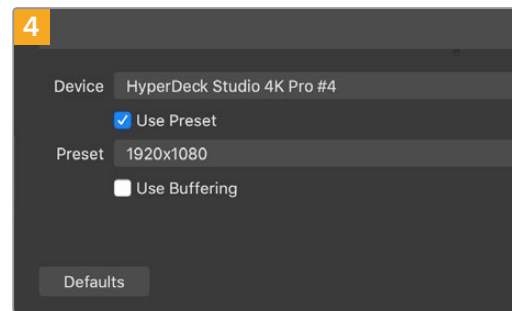 4
Device HyperDeck Studio 4K Pro #4
Use Preset
Preset 1920x1080
Use Buffering
Defaults